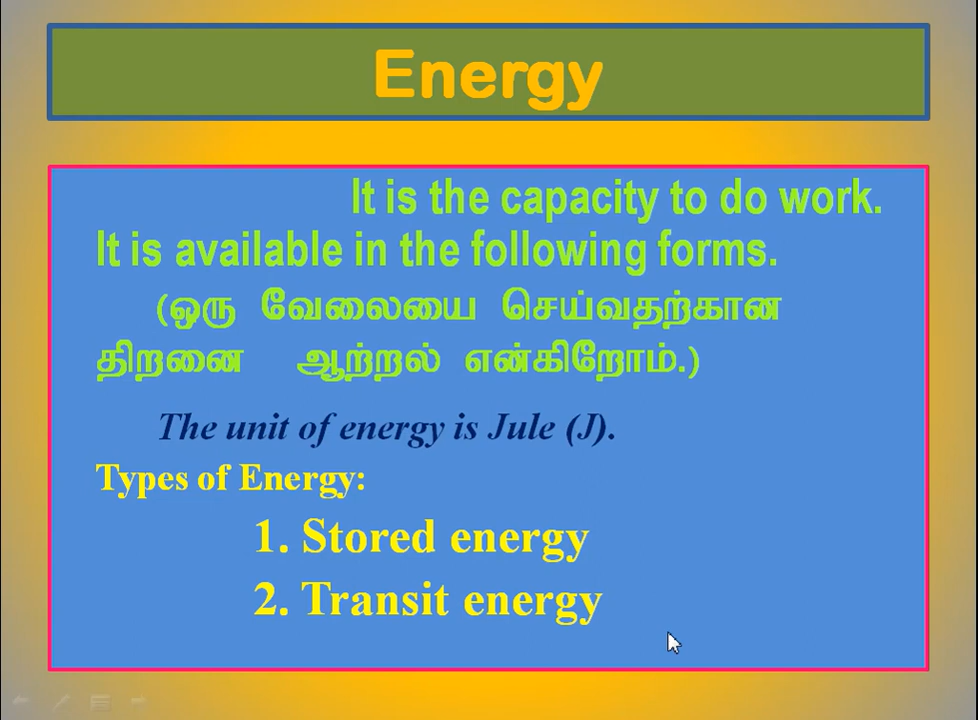 Energy
It is the capacity to do work.
It is available in the following forms.
(ஒரு வேலையை செய்வதற்கான
திறனை ஆற்றல் என்கிறோம்.)
The unit of energy is Jule (J).
Types of Energy:
1. Stored energy
2. Transit energy